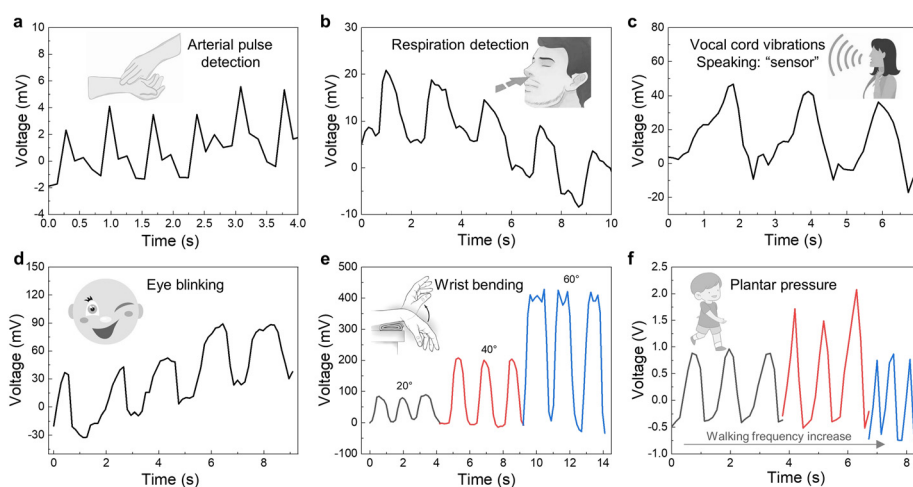 a
Arterial pulse
detection
Voltage (mV)
10
8
6
4
2
0
-2
-4
0.0 0.5 1.0 1.5 2.0 2.5 3.0 3.5 4.0
Time (s)
b
Respiration detection
Voltage (mV)
30
20
10
0
-10
0 2 4 6 8 10
Time (s)
c
Vocal cord vibrations
Speaking: “sensor”
Voltage (mV)
80
60
40
20
0
-20
0 1 2 3 4 5 6
Time (s)
d
Eye blinking
Voltage (mV)
150
120
90
60
30
0
-30
0 2 4 6 8
Time (s)
e
Wrist bending
60°
40°
20°
Voltage (mV)
500
400
300
200
100
0
-100
0 2 4 6 8 10 12 14
Time (s)
f
Plantar pressure
Walking frequency increase
Voltage (V)
2.5
2.0
1.5
1.0
0.5
0.0
-0.5
-1.0
0 2 4 6 8
Time (s)